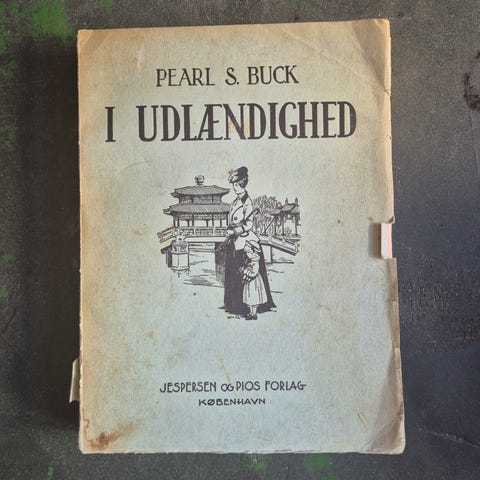 PEARL S. BUCK
I UDLÆNDIGHED
JESPERSEN OG PIOS FORLAG
KØBENHAVN